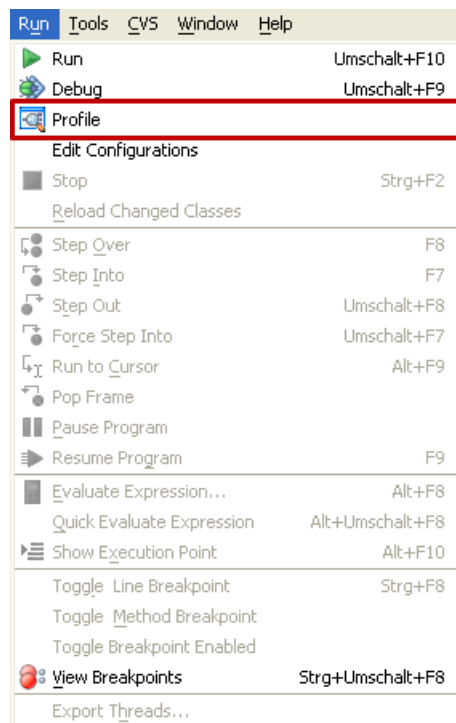 Run Tools CVS Window Help
Run Umschalt+F10
Debug Umschalt+F9
Profile
Edit Configurations
Stop Strg+F2
Reload Changed Classes
Step Over F8
Step Into F7
Step Out Umschalt+F8
Force Step Into Umschalt+F7
Run to Cursor Alt+F9
Pop Frame
Pause Program
Resume Program F9
Evaluate Expression... Alt+F8
Quick Evaluate Expression Alt+Umschalt+F8
Show Execution Point Alt+F10
Toggle Line Breakpoint Strg+F8
Toggle Method Breakpoint
Toggle Breakpoint Enabled
View Breakpoints Strg+Umschalt+F8
Export Threads...